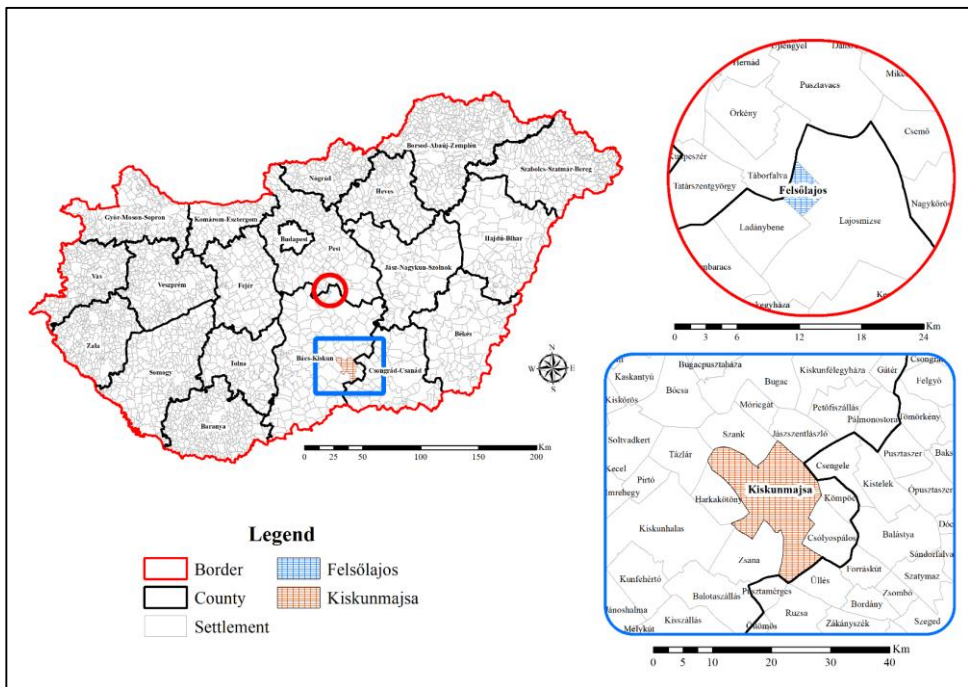 Borsod-Abaúj-Zemplén
Szabolcs-Szatmár-Bereg
Nógrád
Heves
Győr-Moson-Sopron
Komárom-Esztergom
Budapest
Pest
Hajdú-Bihar
Jász-Nagykun-Szolnok
Vas
Veszprém
Fejér
Zala
Békés
Bács-Kiskun
Somogy
Tolna
Csongrád-Csanád
Baranya
N
W E
S
Km
0 25 50 100 150 200
Legend
Border
County
Settlement
Felsőlajos
Kiskunmajsa
Újlengyel
Pusztavacs
Örkény
Csemő
Táborfalva
Tatárszentgyörgy
Felsőlajos
Nagykőrös
Ladánybene
Lajosmizse
Km
0 3 6 12 18 24
Bugacpusztaháza
Kaskantyú
Bócsa
Bugac
Kiskunfélegyháza
Gátér
Felgyő
Kiskőrös
Móricgát
Petőfiszállás
Pálmonostora
Tömörkény
Soltvadkert
Szank
Jászszentlászló
Tázlár
Pusztaszer
Baks
Kecel
Pirtó
Csengele
Kistelek
Kiskunmajsa
Harkakötöny
Kömpöc
Ópusztaszer
Kiskunhalas
Csólyospálos
Balástya
Zsana
Forráskút
Sándorfalva
Kunfehértó
Üllés
Szatymaz
Balotaszállás
Pusztamérges
Zsombó
Jánoshalma
Bordány
Kisszállás
Ruzsa
Mélykút
Öttömös
Zákányszék
Szeged
Km
0 5 10 20 30 40